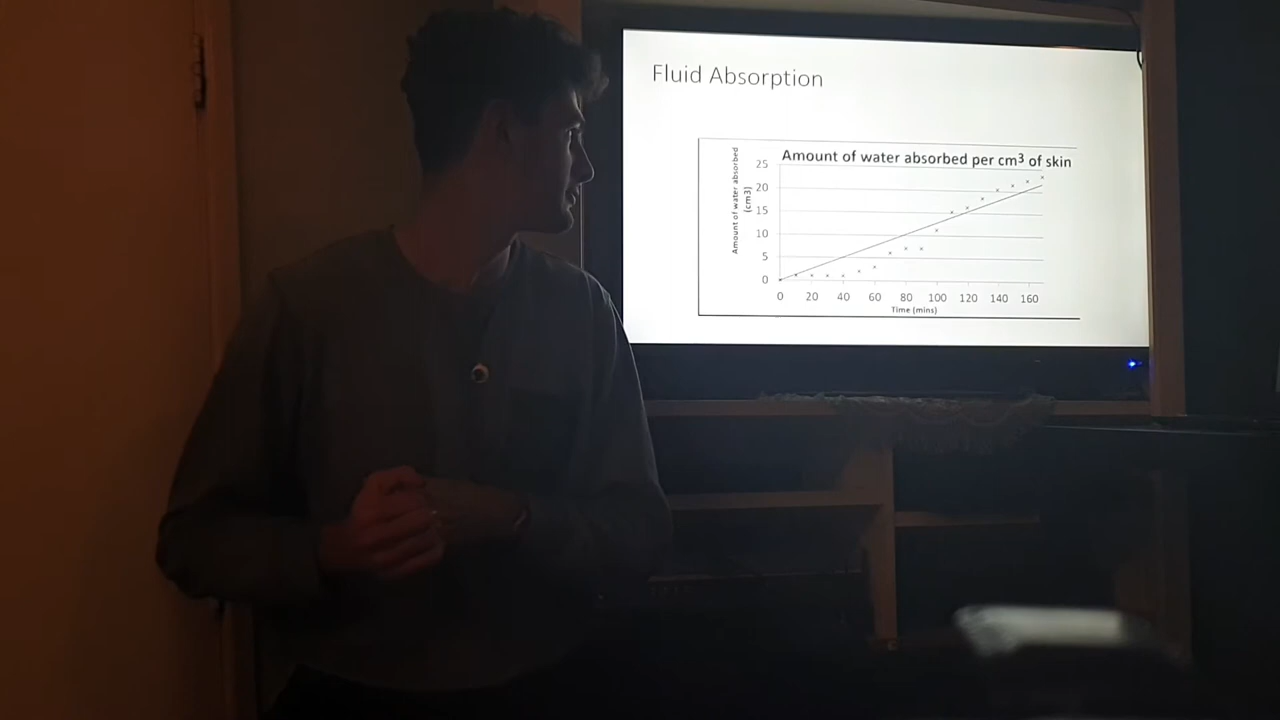 Fluid Absorption
Amount of water absorbed per cm3 of skin
Amount of water absorbed
(cm3)
25
20
15
10
5
0
0 20 40 60 80 100 120 140 160
Time (mins)